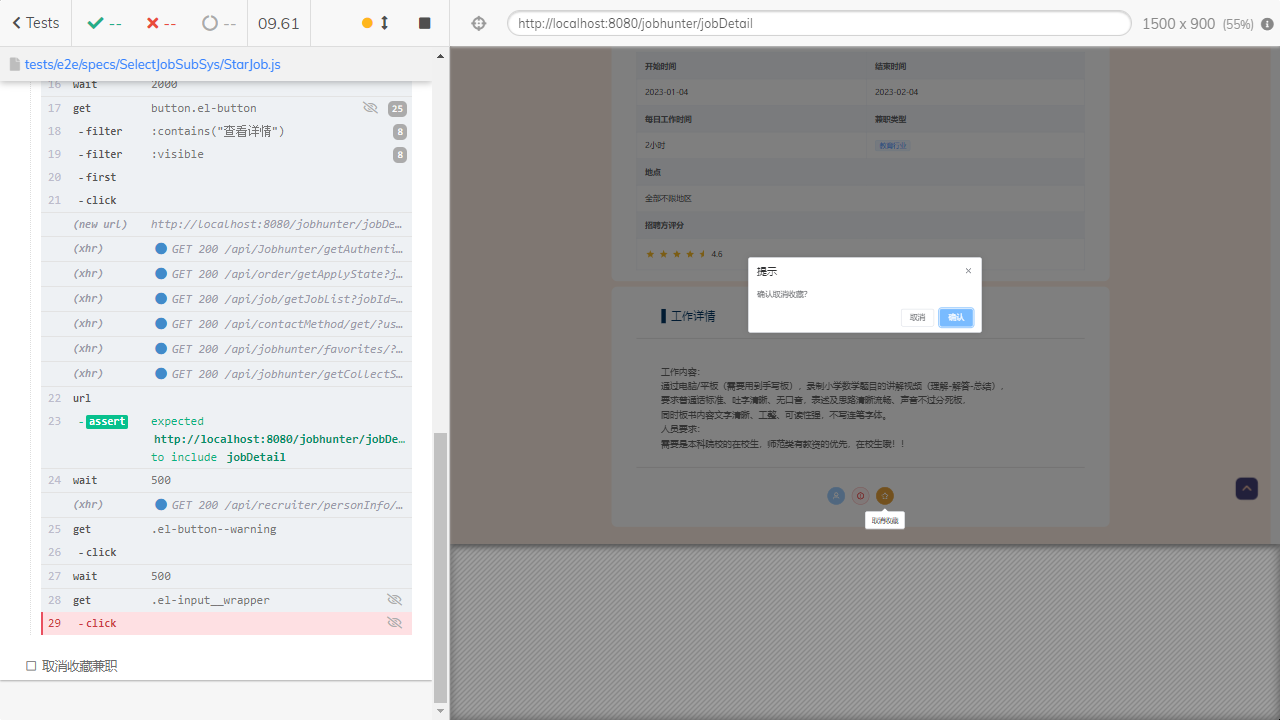 Tests
--
--
--
09.61
http://localhost:8080/jobhunter/jobDetail
1500 x 900 (55%)
tests/e2e/specs/SelectJobSubSys/StarJob.js
16 wait 2000
17 get button.el-button 25
18 -filter :contains("查看详情") 8
19 -filter :visible 8
20 -first
21 -click
(new url) http://localhost:8080/jobhunter/jobDe…
(xhr) GET 200 /api/Jobhunter/getAuthenti…
(xhr) GET 200 /api/order/getApplyState?j…
(xhr) GET 200 /api/job/getJobList?jobId=…
(xhr) GET 200 /api/contactMethod/get/?us…
(xhr) GET 200 /api/jobhunter/favorites/?…
(xhr) GET 200 /api/jobhunter/getCollectS…
22 url
23 -assert expected
http://localhost:8080/jobhunter/jobDe…
to include jobDetail
24 wait 500
(xhr) GET 200 /api/recruiter/personInfo/…
25 get .el-button--warning
26 -click
27 wait 500
28 get .el-input__wrapper
29 -click
取消收藏兼职
开始时间 结束时间
2023-01-04 2023-02-04
每日工作时间 兼职类型
2小时 教育行业
地点
全部不限地区
招聘方评分
4.6
提示
确认取消收藏?
取消 确认
工作详情
工作内容：
通过电脑/平板（需要用到手写板），录制小学数学题目的讲解视频（理解-解答-总结），
要求普通话标准、吐字清晰、无口音，表述及思路清晰流畅、声音不过分死板，
同时板书内容文字清晰、工整、可读性强，不写连笔字体。
人员要求：
需要是本科院校的在校生，师范类有教资的优先，在校生哦！！
取消收藏